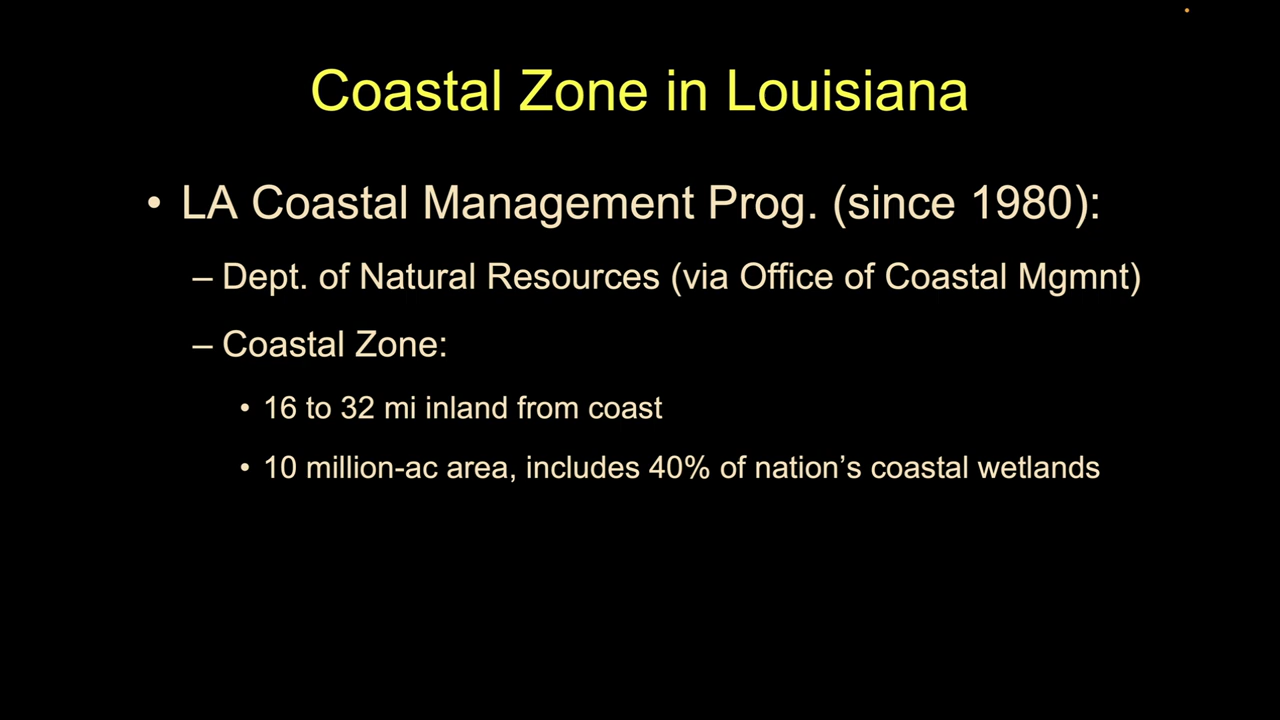 Coastal Zone in Louisiana
• LA Coastal Management Prog. (since 1980):
– Dept. of Natural Resources (via Office of Coastal Mgmnt)
– Coastal Zone:
• 16 to 32 mi inland from coast
• 10 million-ac area, includes 40% of nation’s coastal wetlands